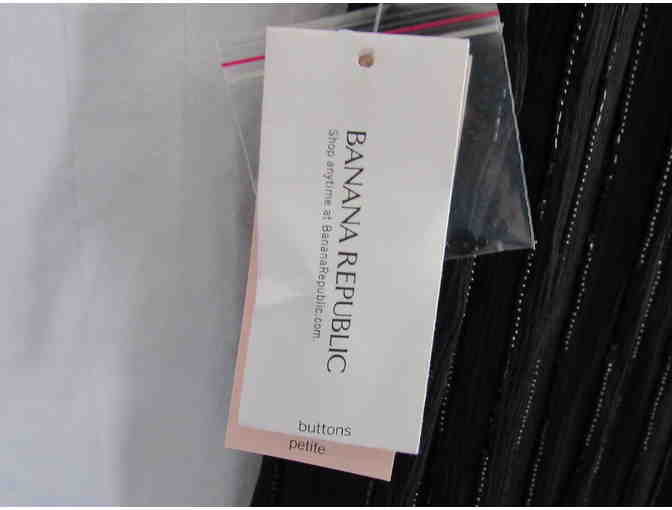 BANANA REPUBLIC
Shop anytime at BananaRepublic.com.
buttons
petite